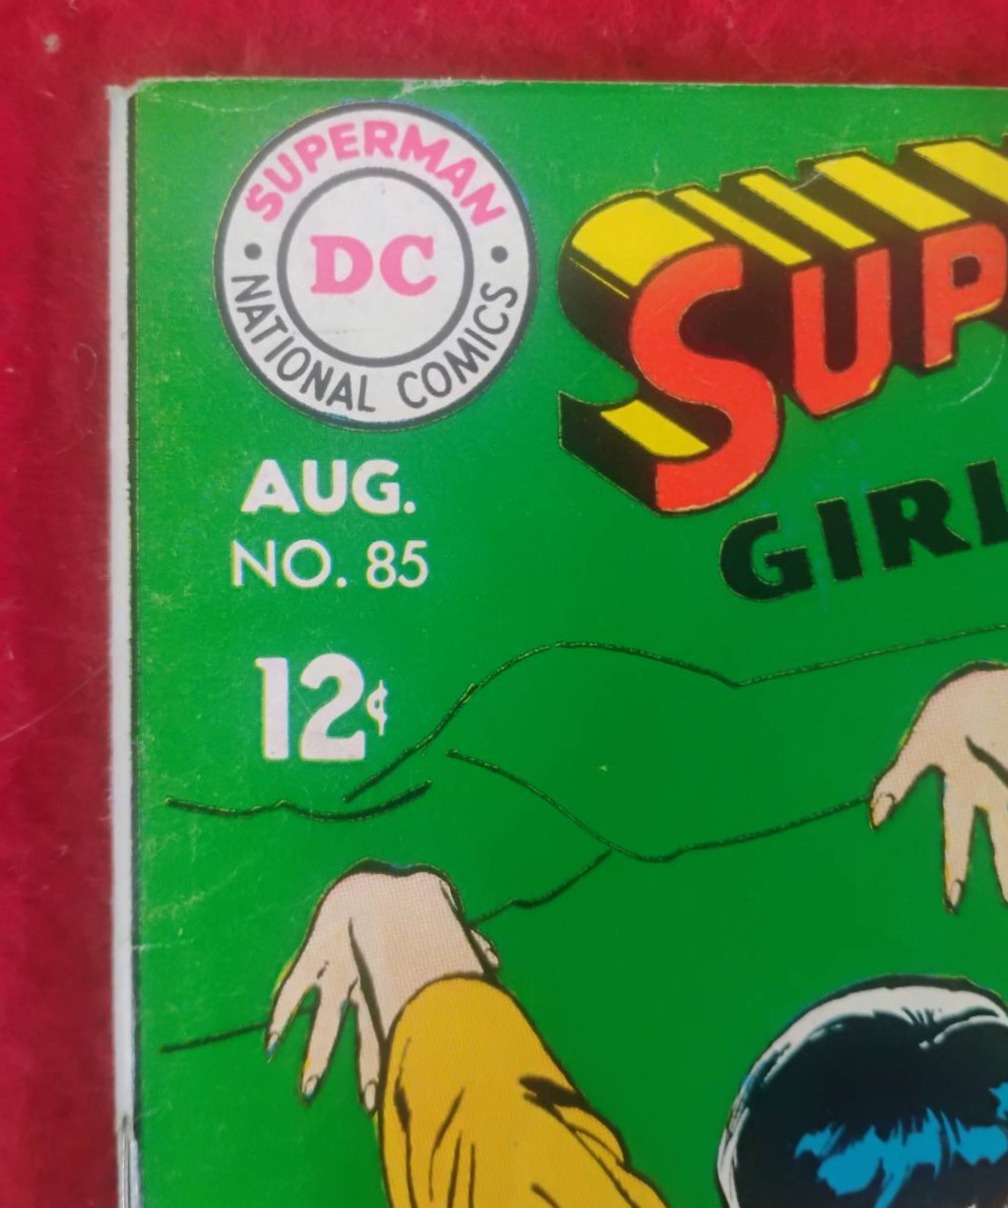 SUPERMAN
DC
• NATIONAL COMICS •
SUP
GIRL
AUG.
NO. 85
12¢